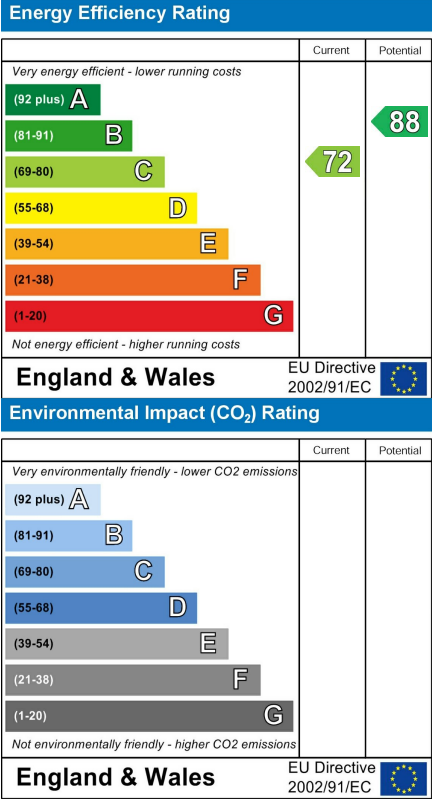 Energy Efficiency Rating
Current Potential
Very energy efficient - lower running costs
(92 plus) A
(81-91) B
(69-80) C
(55-68) D
(39-54) E
(21-38) F
(1-20) G
72
88
Not energy efficient - higher running costs
England & Wales
EU Directive
2002/91/EC
Environmental Impact (CO₂) Rating
Current Potential
Very environmentally friendly - lower CO2 emissions
(92 plus) A
(81-91) B
(69-80) C
(55-68) D
(39-54) E
(21-38) F
(1-20) G
Not environmentally friendly - higher CO2 emissions
England & Wales
EU Directive
2002/91/EC